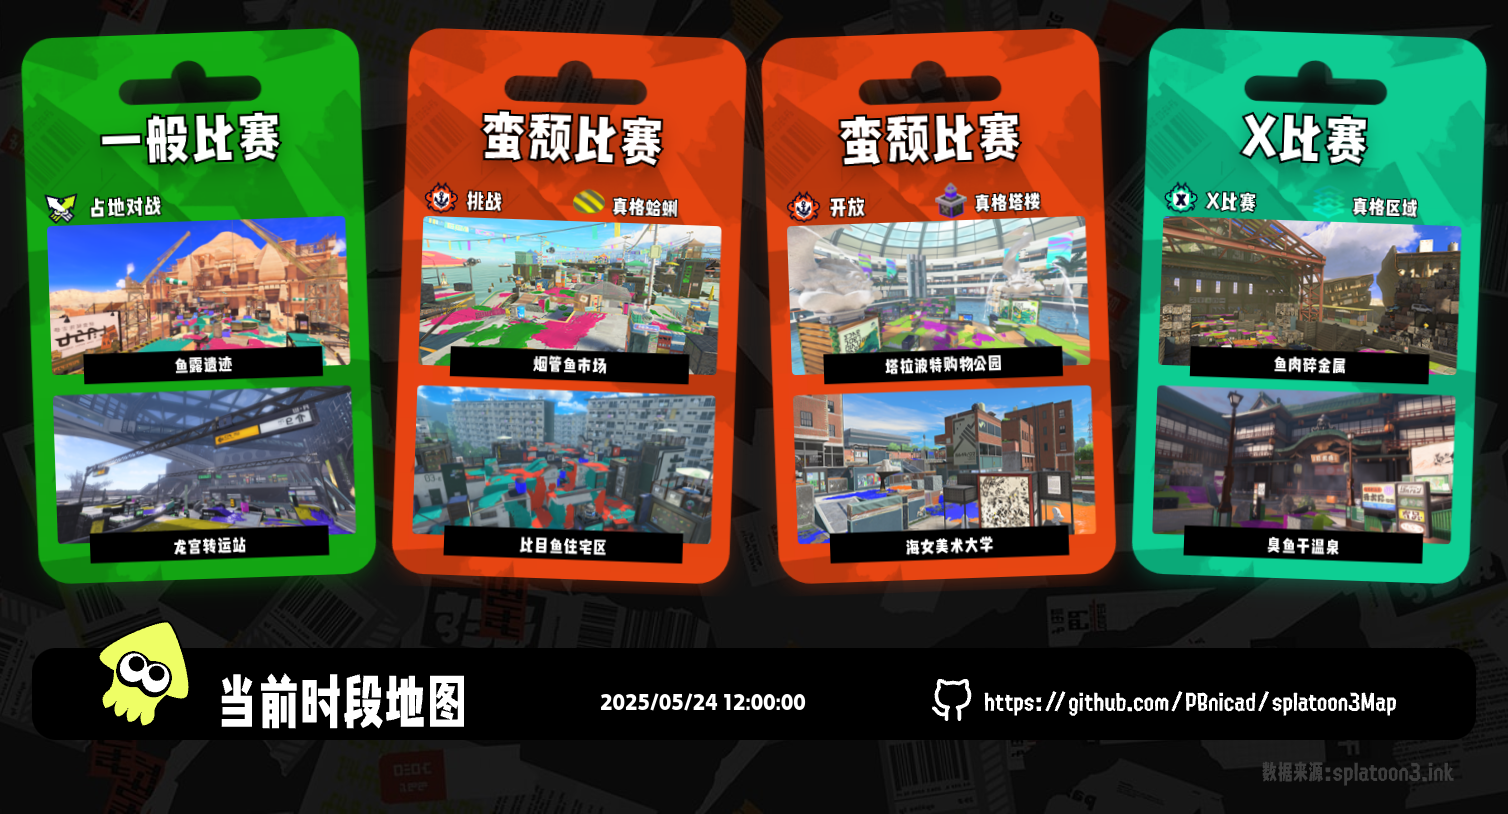 一般比赛
占地对战
鱼露遗迹
龙宫转运站
蛮颓比赛
挑战
真格蛤蜊
烟管鱼市场
比目鱼住宅区
蛮颓比赛
开放
真格塔楼
塔拉波特购物公园
海女美术大学
X比赛
X比赛
真格区域
鱼肉碎金属
臭鱼干温泉
当前时段地图
2025/05/24 12:00:00
https://github.com/PBnicad/splatoon3Map
数据来源:splatoon3.ink